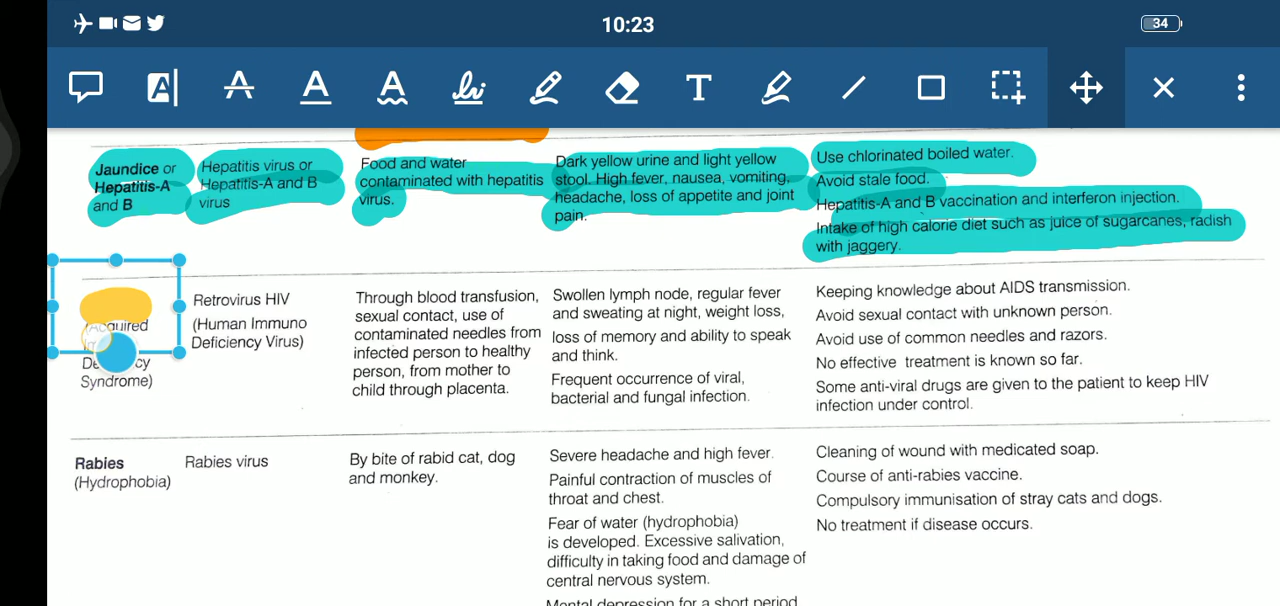 10:23
34
Jaundice or
Hepatitis-A
and B
Hepatitis virus or
Hepatitis-A and B
virus
Food and water
contaminated with hepatitis
virus.
Dark yellow urine and light yellow
stool. High fever, nausea, vomiting,
headache, loss of appetite and joint
pain.
Use chlorinated boiled water.
Avoid stale food.
Hepatitis-A and B vaccination and interferon injection.
Intake of high calorie diet such as juice of sugarcanes, radish
with jaggery.
(Acquired
Syndrome)
Retrovirus HIV
(Human Immuno
Deficiency Virus)
Through blood transfusion,
sexual contact, use of
contaminated needles from
infected person to healthy
person, from mother to
child through placenta.
Swollen lymph node, regular fever
and sweating at night, weight loss,
loss of memory and ability to speak
and think.
Frequent occurrence of viral,
bacterial and fungal infection.
Keeping knowledge about AIDS transmission.
Avoid sexual contact with unknown person.
Avoid use of common needles and razors.
No effective treatment is known so far.
Some anti-viral drugs are given to the patient to keep HIV
infection under control.
Rabies
(Hydrophobia)
Rabies virus
By bite of rabid cat, dog
and monkey.
Severe headache and high fever.
Painful contraction of muscles of
throat and chest.
Fear of water (hydrophobia)
is developed. Excessive salivation,
difficulty in taking food and damage of
central nervous system.
Mental depression for a short period
Cleaning of wound with medicated soap.
Course of anti-rabies vaccine.
Compulsory immunisation of stray cats and dogs.
No treatment if disease occurs.